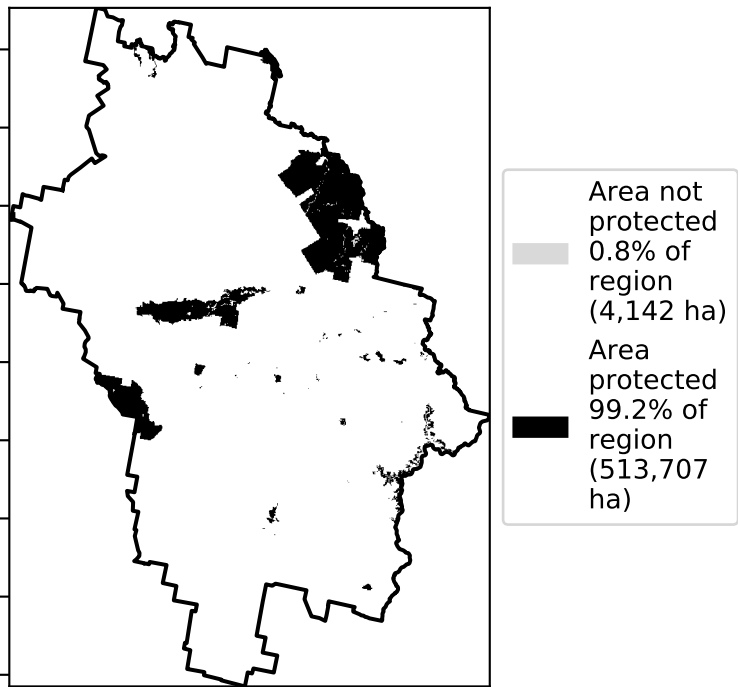 Area not
protected
0.8% of
region
(4,142 ha)
Area
protected
99.2% of
region
(513,707
ha)